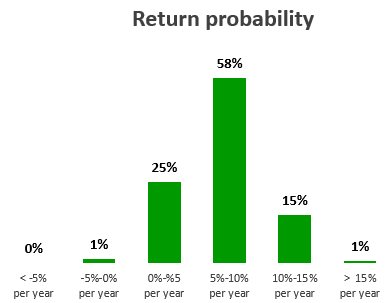 Return probability
58%
25%
15%
1%
1%
0%
< -5%
per year
-5%-0%
per year
0%-%5
per year
5%-10%
per year
10%-15%
per year
> 15%
per year